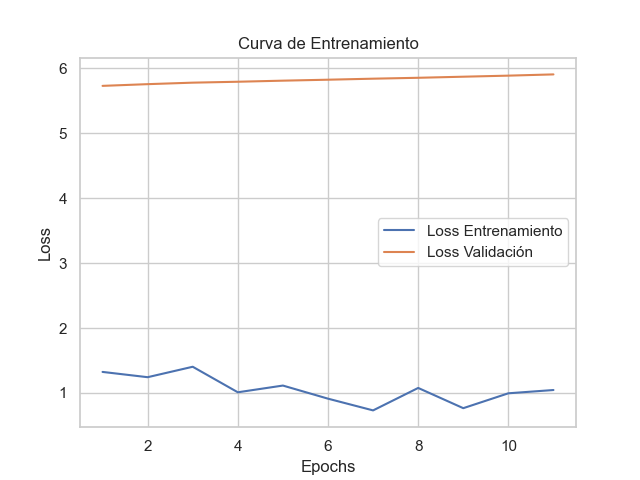 Curva de Entrenamiento
6
5
4
3
2
1
Loss
Loss Entrenamiento
Loss Validación
2 4 6 8 10
Epochs